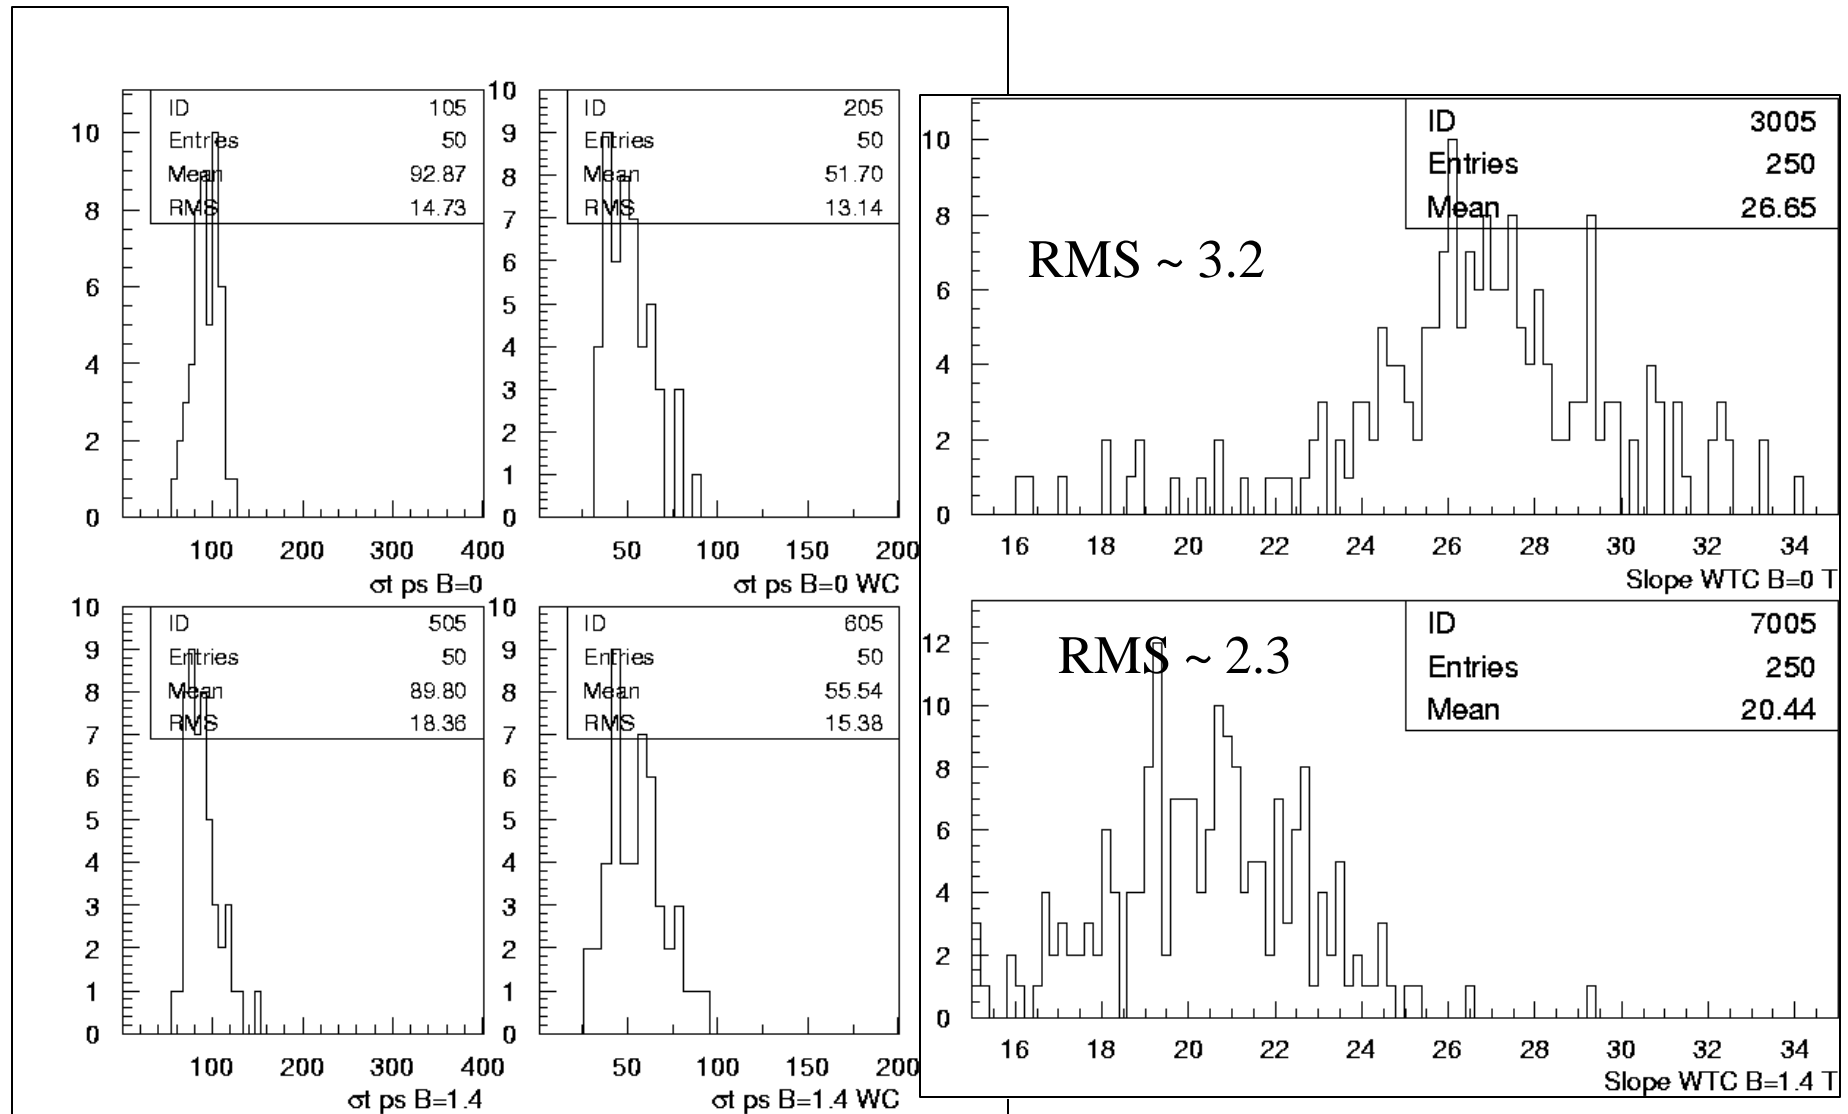 ID 105
Entries 50
Mean 92.87
RMS 14.73
10
8
6
4
2
0
100 200 300 400
σt ps B=0
ID 205
Entries 50
Mean 51.70
RMS 13.14
10
9
8
7
6
5
4
3
2
1
0
50 100 150 200
σt ps B=0 WC
ID 505
Entries 50
Mean 89.80
RMS 18.36
10
9
8
7
6
5
4
3
2
1
0
100 200 300 400
σt ps B=1.4
ID 605
Entries 50
Mean 55.54
RMS 15.38
10
9
8
7
6
5
4
3
2
1
0
50 100 150 200
σt ps B=1.4 WC
ID 3005
Entries 250
Mean 26.65
RMS ~ 3.2
10
8
6
4
2
0
16 18 20 22 24 26 28 30 32 34
Slope WTC B=0 T
ID 7005
Entries 250
Mean 20.44
RMS ~ 2.3
12
10
8
6
4
2
0
16 18 20 22 24 26 28 30 32 34
Slope WTC B=1.4 T